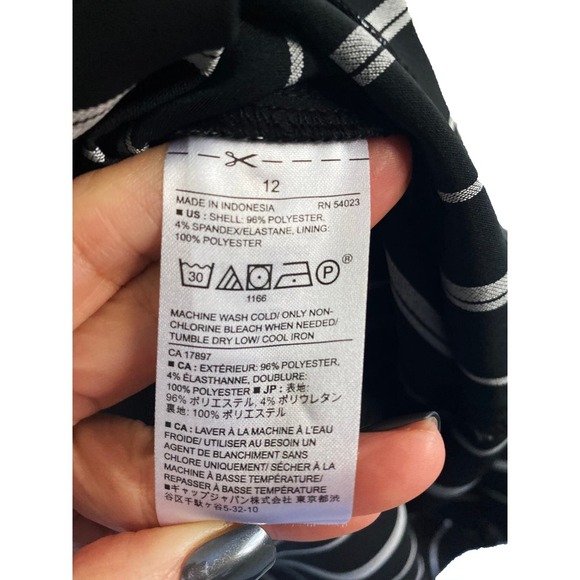 12
MADE IN INDONESIA RN 54023
■ US : SHELL: 96% POLYESTER,
4% SPANDEX/ELASTANE, LINING:
100% POLYESTER
30 P
1166
MACHINE WASH COLD/ ONLY NON-
CHLORINE BLEACH WHEN NEEDED/
TUMBLE DRY LOW/ COOL IRON
CA 17897
■ CA : EXTÉRIEUR: 96% POLYESTER,
4% ÉLASTHANNE, DOUBLURE:
100% POLYESTER ■ JP : 表地:
96% ポリエステル, 4% ポリウレタン
裏地: 100% ポリエステル
■ CA : LAVER À LA MACHINE À L'EAU
FROIDE/ UTILISER AU BESOIN UN
AGENT DE BLANCHIMENT SANS
CHLORE UNIQUEMENT/ SÉCHER À LA
MACHINE À BASSE TEMPÉRATURE/
REPASSER À BASSE TEMPÉRATURE
■ギャップジャパン株式会社 東京都渋
谷区千駄ヶ谷5-32-10